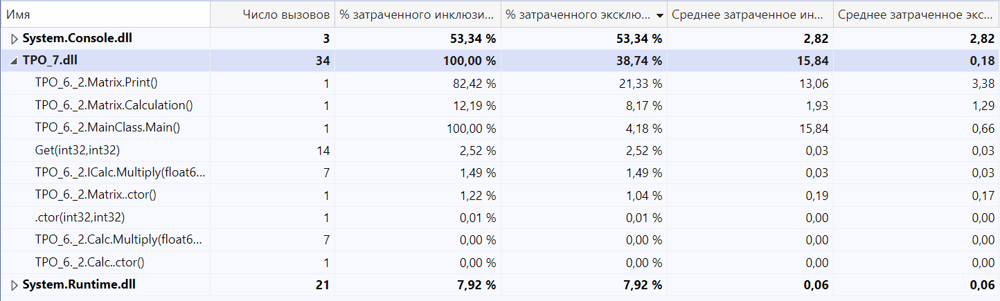 Имя Число вызовов % затраченного инклюзи... % затраченного эксклю... Среднее затраченное ин... Среднее затраченное экс...
System.Console.dll 3 53,34 % 53,34 % 2,82 2,82
TPO_7.dll 34 100,00 % 38,74 % 15,84 0,18
TPO_6._2.Matrix.Print() 1 82,42 % 21,33 % 13,06 3,38
TPO_6._2.Matrix.Calculation() 1 12,19 % 8,17 % 1,93 1,29
TPO_6._2.MainClass.Main() 1 100,00 % 4,18 % 15,84 0,66
Get(int32,int32) 14 2,52 % 2,52 % 0,03 0,03
TPO_6._2.ICalc.Multiply(float6... 7 1,49 % 1,49 % 0,03 0,03
TPO_6._2.Matrix..ctor() 1 1,22 % 1,04 % 0,19 0,17
.ctor(int32,int32) 1 0,01 % 0,01 % 0,00 0,00
TPO_6._2.Calc.Multiply(float6... 7 0,00 % 0,00 % 0,00 0,00
TPO_6._2.Calc..ctor() 1 0,00 % 0,00 % 0,00 0,00
System.Runtime.dll 21 7,92 % 7,92 % 0,06 0,06